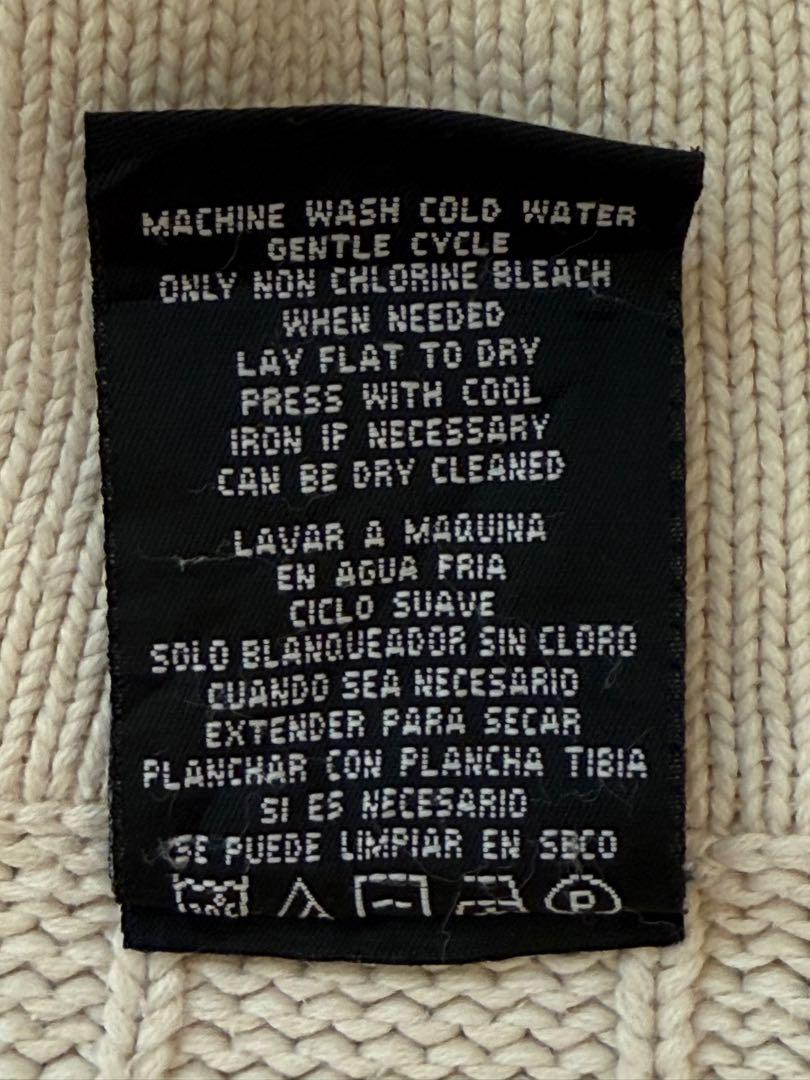 MACHINE WASH COLD WATER
GENTLE CYCLE
ONLY NON CHLORINE BLEACH
WHEN NEEDED
LAY FLAT TO DRY
PRESS WITH COOL
IRON IF NECESSARY
CAN BE DRY CLEANED
LAVAR A MAQUINA
EN AGUA FRIA
CICLO SUAVE
SOLO BLANQUEADOR SIN CLORO
CUANDO SEA NECESARIO
EXTENDER PARA SECAR
PLANCHAR CON PLANCHA TIBIA
SI ES NECESARIO
SE PUEDE LIMPIAR EN SECO
P